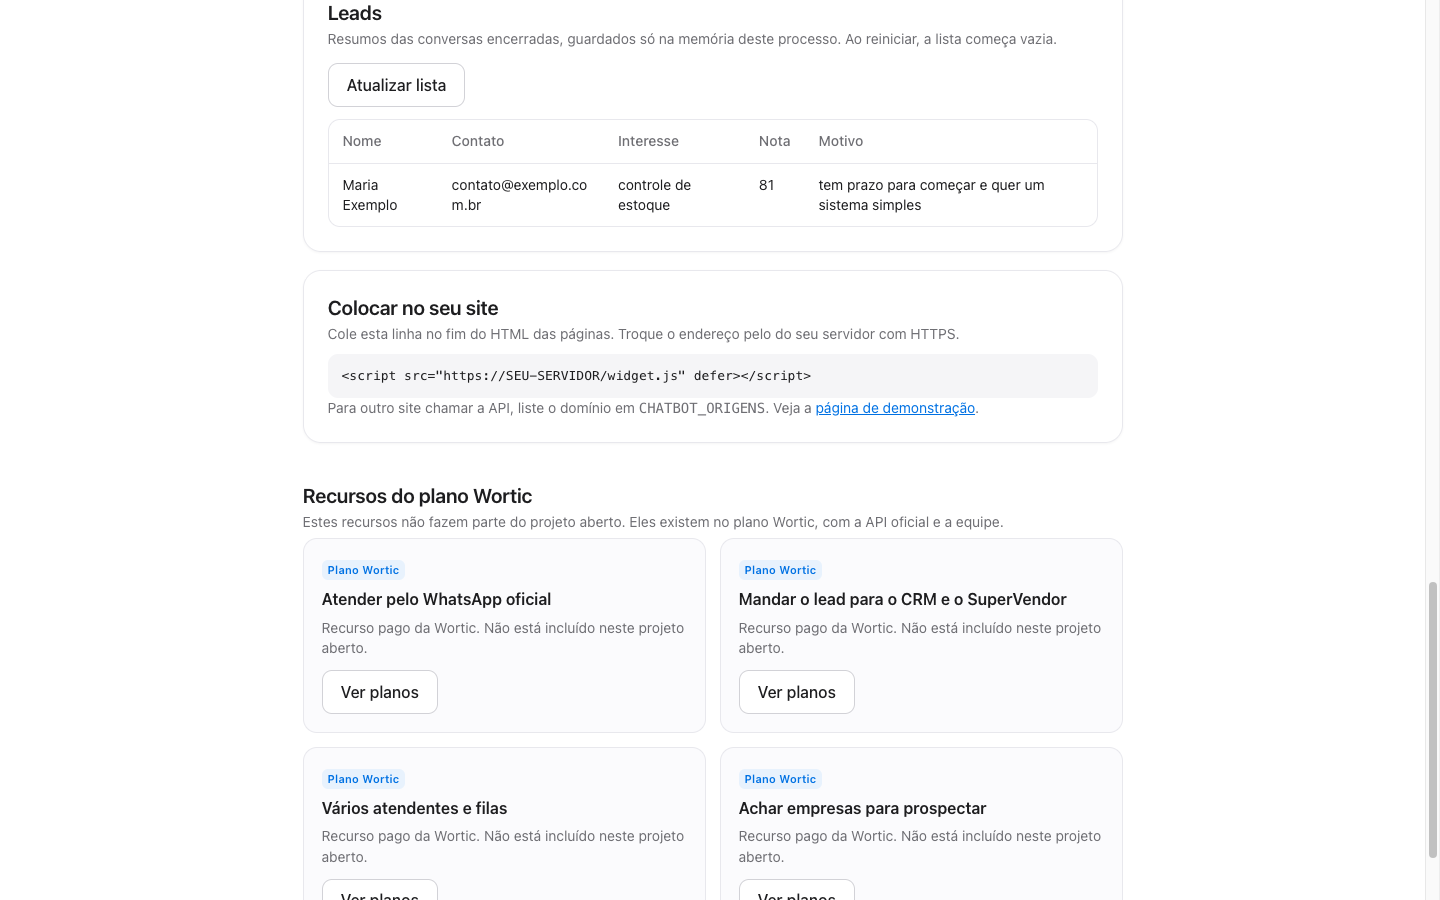 Leads
Resumos das conversas encerradas, guardados só na memória deste processo. Ao reiniciar, a lista começa vazia.
Atualizar lista
Nome Contato Interesse Nota Motivo
Maria Exemplo contato@exemplo.com.br controle de estoque 81 tem prazo para começar e quer um sistema simples
Colocar no seu site
Cole esta linha no fim do HTML das páginas. Troque o endereço pelo do seu servidor com HTTPS.
<script src="https://SEU-SERVIDOR/widget.js" defer></script>
Para outro site chamar a API, liste o domínio em CHATBOT_ORIGENS. Veja a página de demonstração.
Recursos do plano Wortic
Estes recursos não fazem parte do projeto aberto. Eles existem no plano Wortic, com a API oficial e a equipe.
Plano Wortic
Atender pelo WhatsApp oficial
Recurso pago da Wortic. Não está incluído neste projeto
aberto.
Ver planos
Plano Wortic
Mandar o lead para o CRM e o SuperVendor
Recurso pago da Wortic. Não está incluído neste projeto
aberto.
Ver planos
Plano Wortic
Vários atendentes e filas
Recurso pago da Wortic. Não está incluído neste projeto
aberto.
Ver planos
Plano Wortic
Achar empresas para prospectar
Recurso pago da Wortic. Não está incluído neste projeto
aberto.
Ver planos